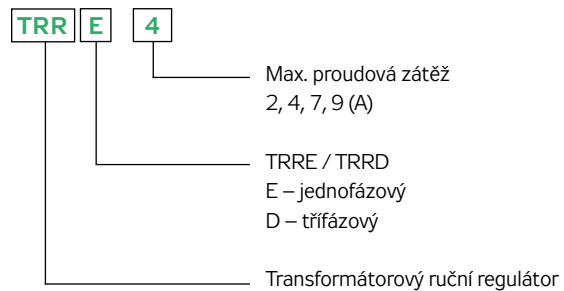 TRR E 4
Max. proudová zátěž
2, 4, 7, 9 (A)
TRRE / TRRD
E – jednofázový
D – třífázový
Transformátorový ruční regulátor